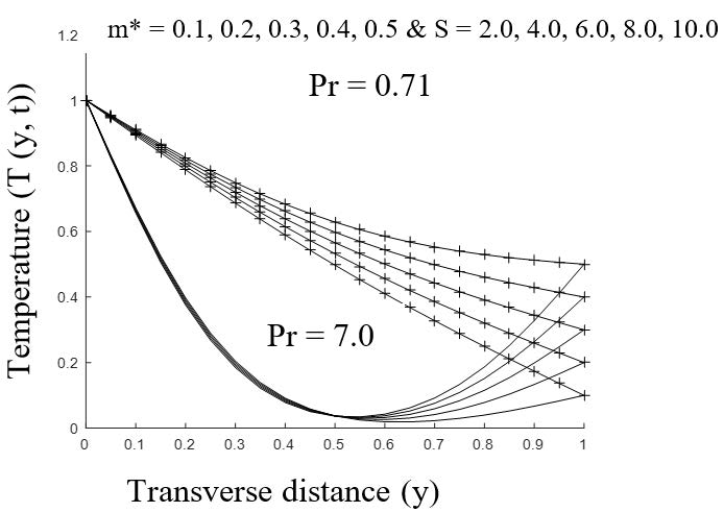 m* = 0.1, 0.2, 0.3, 0.4, 0.5 & S = 2.0, 4.0, 6.0, 8.0, 10.0
Pr = 0.71
Pr = 7.0
Temperature (T (y, t))
1.2
1
0.8
0.6
0.4
0.2
0
0 0.1 0.2 0.3 0.4 0.5 0.6 0.7 0.8 0.9 1
Transverse distance (y)